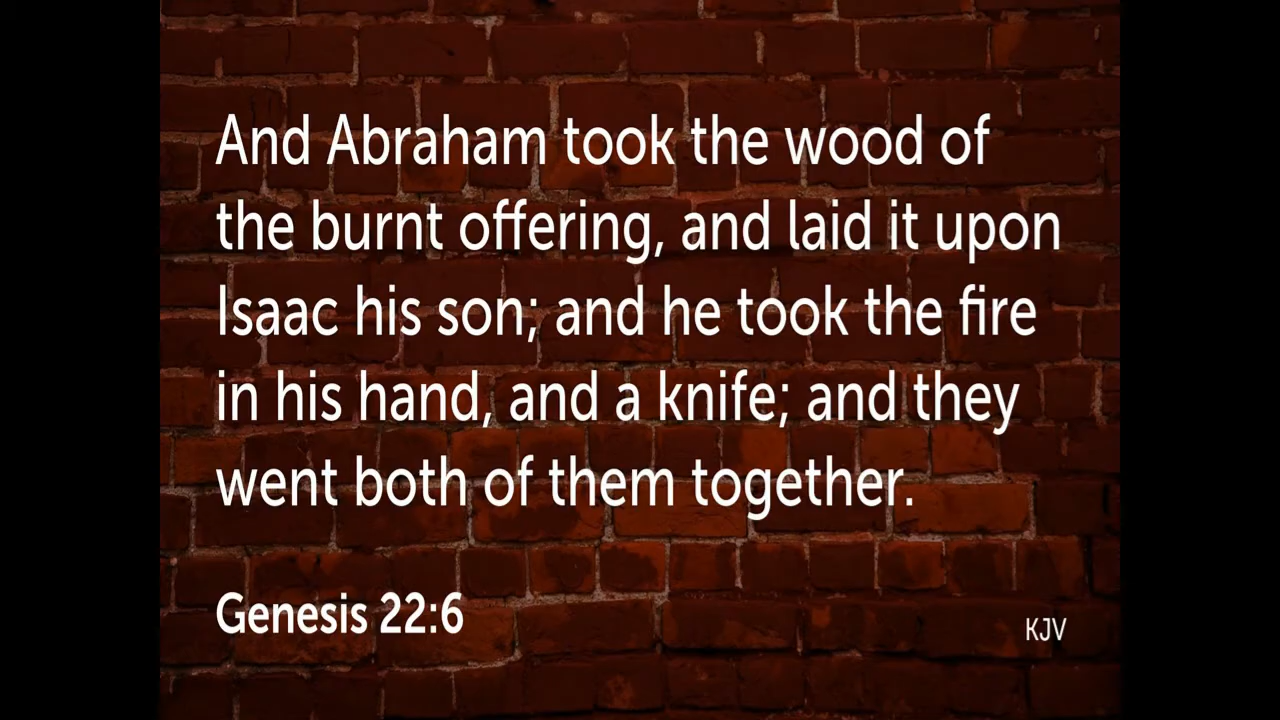 And Abraham took the wood of
the burnt offering, and laid it upon
Isaac his son; and he took the fire
in his hand, and a knife; and they
went both of them together.
Genesis 22:6
KJV